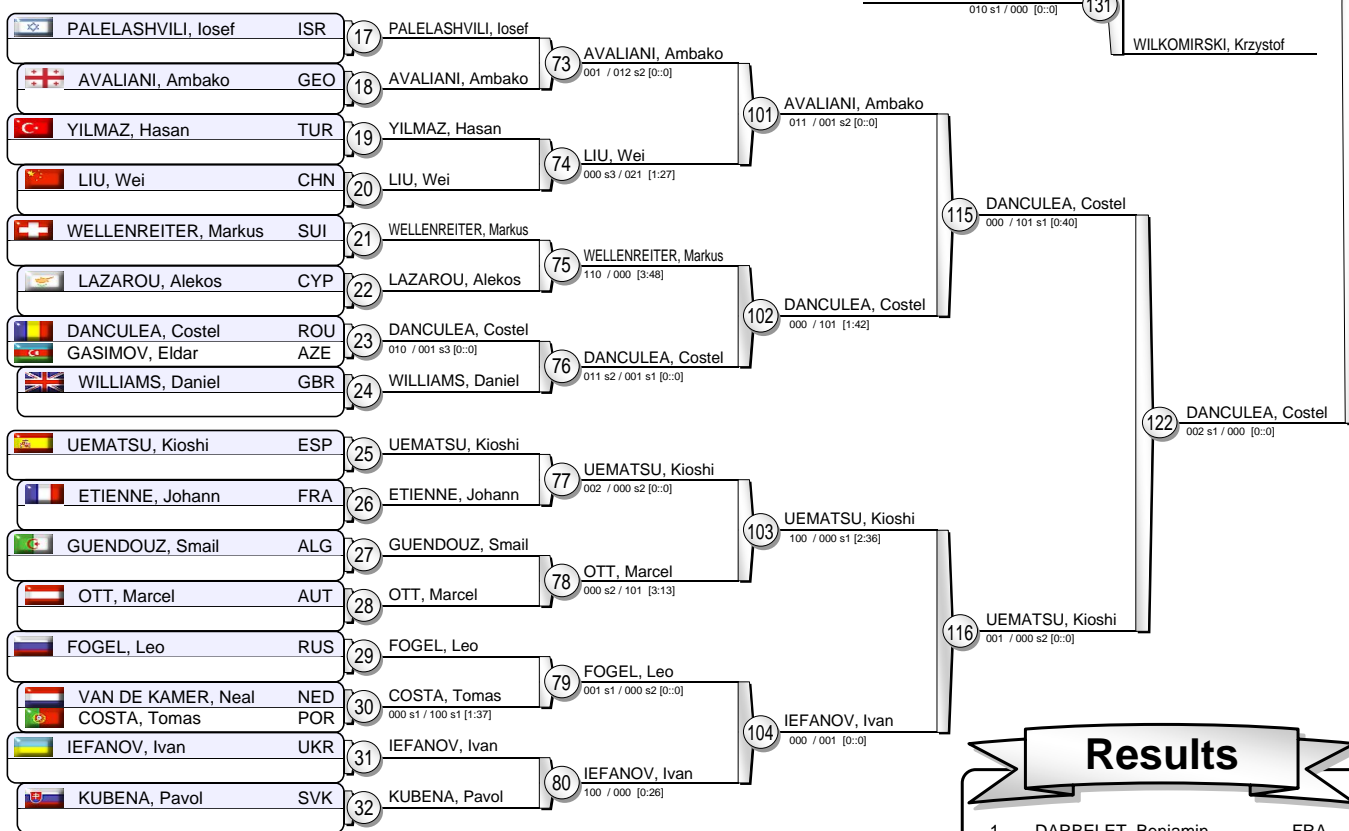 010 s1 / 000 [0::0]
131
WILKOMIRSKI, Krzystof
PALELASHVILI, Iosef ISR
17
PALELASHVILI, Iosef
AVALIANI, Ambako GEO
18
AVALIANI, Ambako
73
AVALIANI, Ambako
001 / 012 s2 [0::0]
YILMAZ, Hasan TUR
19
YILMAZ, Hasan
LIU, Wei CHN
20
LIU, Wei
74
LIU, Wei
000 s3 / 021 [1:27]
101
AVALIANI, Ambako
011 / 001 s2 [0::0]
WELLENREITER, Markus SUI
21
WELLENREITER, Markus
LAZAROU, Alekos CYP
22
LAZAROU, Alekos
75
WELLENREITER, Markus
110 / 000 [3:48]
DANCULEA, Costel ROU
GASIMOV, Eldar AZE
23
DANCULEA, Costel
010 / 001 s3 [0::0]
WILLIAMS, Daniel GBR
24
WILLIAMS, Daniel
76
DANCULEA, Costel
011 s2 / 001 s1 [0::0]
102
DANCULEA, Costel
000 / 101 [1:42]
115
DANCULEA, Costel
000 / 101 s1 [0:40]
UEMATSU, Kioshi ESP
25
UEMATSU, Kioshi
ETIENNE, Johann FRA
26
ETIENNE, Johann
77
UEMATSU, Kioshi
002 / 000 s2 [0::0]
GUENDOUZ, Smail ALG
27
GUENDOUZ, Smail
OTT, Marcel AUT
28
OTT, Marcel
78
OTT, Marcel
000 s2 / 101 [3:13]
103
UEMATSU, Kioshi
100 / 000 s1 [2:36]
FOGEL, Leo RUS
29
FOGEL, Leo
VAN DE KAMER, Neal NED
COSTA, Tomas POR
30
COSTA, Tomas
000 s1 / 100 s1 [1:37]
79
FOGEL, Leo
001 s1 / 000 s2 [0::0]
IEFANOV, Ivan UKR
31
IEFANOV, Ivan
KUBENA, Pavol SVK
32
KUBENA, Pavol
80
IEFANOV, Ivan
100 / 000 [0:26]
104
IEFANOV, Ivan
000 / 001 [0::0]
116
UEMATSU, Kioshi
001 / 000 s2 [0::0]
122
DANCULEA, Costel
002 s1 / 000 [0::0]
Results
1 DARBELET, Benjamin FRA